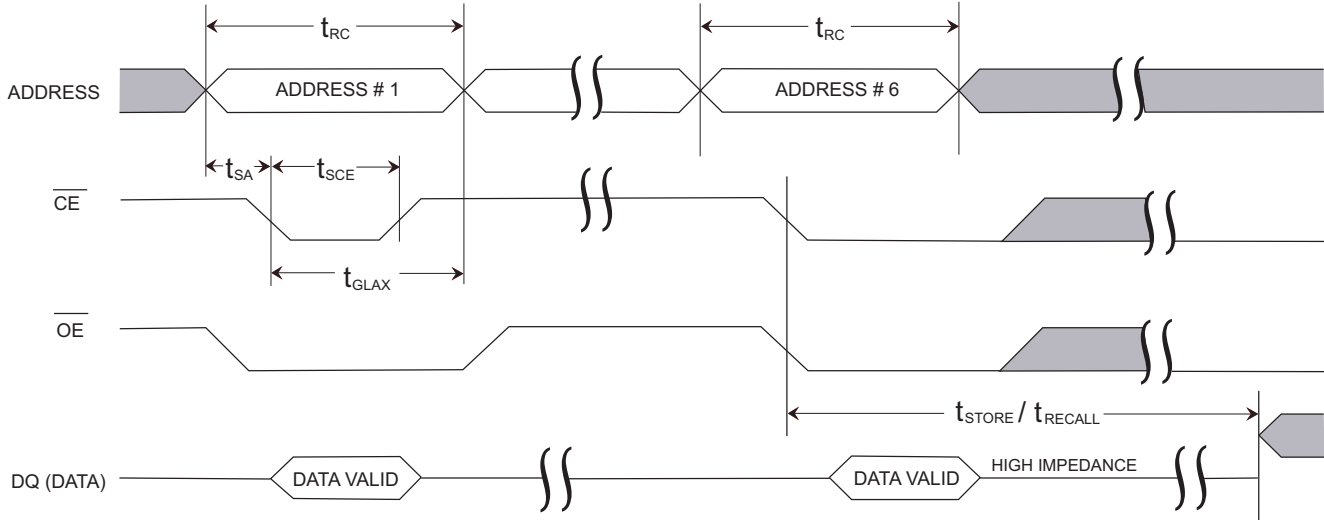 tRC
tRC
ADDRESS
ADDRESS # 1
ADDRESS # 6
tSA
tSCE
CE
tGLAX
OE
tSTORE / tRECALL
DQ (DATA)
DATA VALID
DATA VALID
HIGH IMPEDANCE